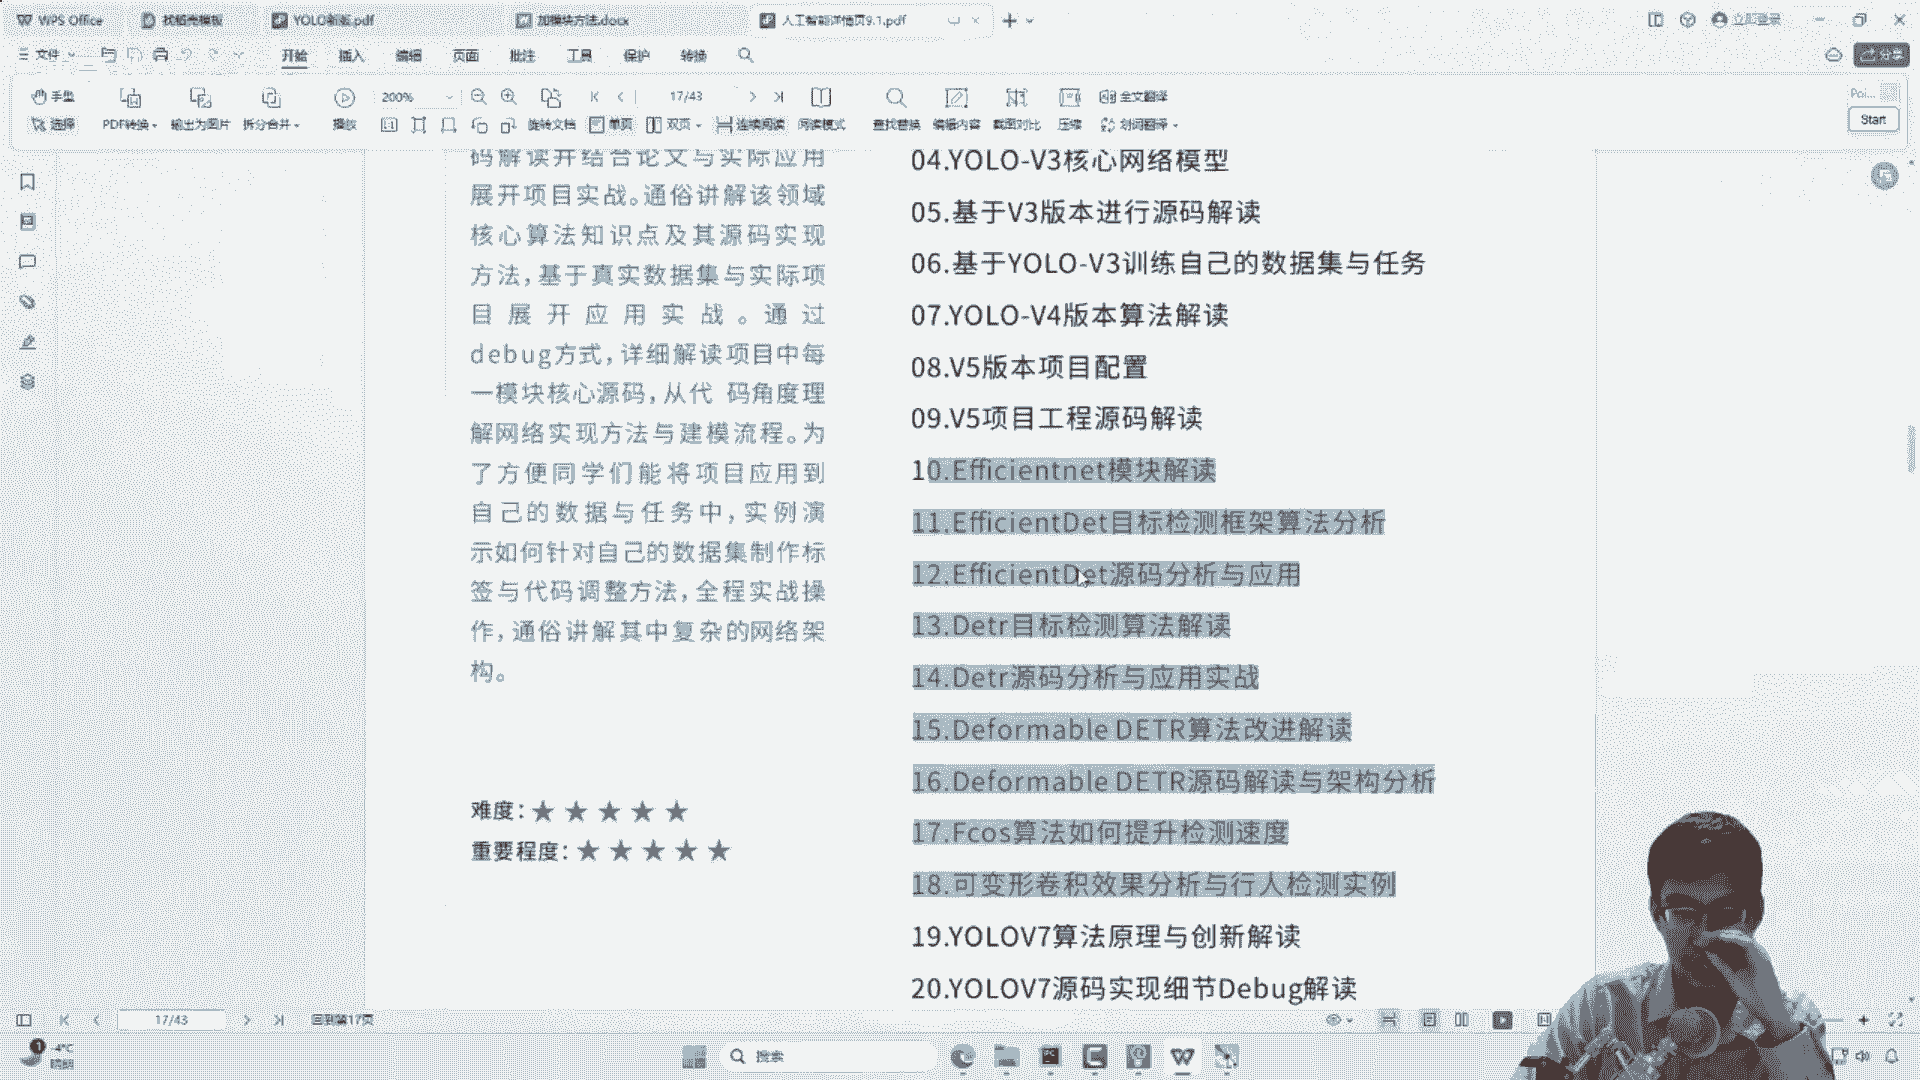 WPS Office
找稻壳模板
YOLO新版.pdf
加模块方法.docx
人工智能详情页9.1.pdf
立即登录
文件
开始
插入
编辑
页面
批注
工具
保护
转换
分享
手型
200%
17/43
全文翻译
选择
PDF转换
输出为图片
拆分合并
播放
旋转文档
单页
双页
连续阅读
阅读模式
查找替换
编辑内容
截图对比
压缩
划词翻译
Start
码解读并结合论文与实际应用
展开项目实战。通俗讲解该领域
核心算法知识点及其源码实现
方法,基于真实数据集与实际项
目展开应用实战。通过
debug方式,详细解读项目中每
一模块核心源码,从代 码角度理
解网络实现方法与建模流程。为
了方便同学们能将项目应用到
自己的数据与任务中,实例演
示如何针对自己的数据集制作标
签与代码调整方法,全程实战操
作,通俗讲解其中复杂的网络架
构。
难度:★★★★★
重要程度:★★★★★
04.YOLO-V3核心网络模型
05.基于V3版本进行源码解读
06.基于YOLO-V3训练自己的数据集与任务
07.YOLO-V4版本算法解读
08.V5版本项目配置
09.V5项目工程源码解读
10.Efficientnet模块解读
11.EfficientDet目标检测框架算法分析
12.EfficientDet源码分析与应用
13.Detr目标检测算法解读
14.Detr源码分析与应用实战
15.Deformable DETR算法改进解读
16.Deformable DETR源码解读与架构分析
17.Fcos算法如何提升检测速度
18.可变形卷积效果分析与行人检测实例
19.YOLOV7算法原理与创新解读
20.YOLOV7源码实现细节Debug解读
17/43
回到第17页
-4°C
搜索